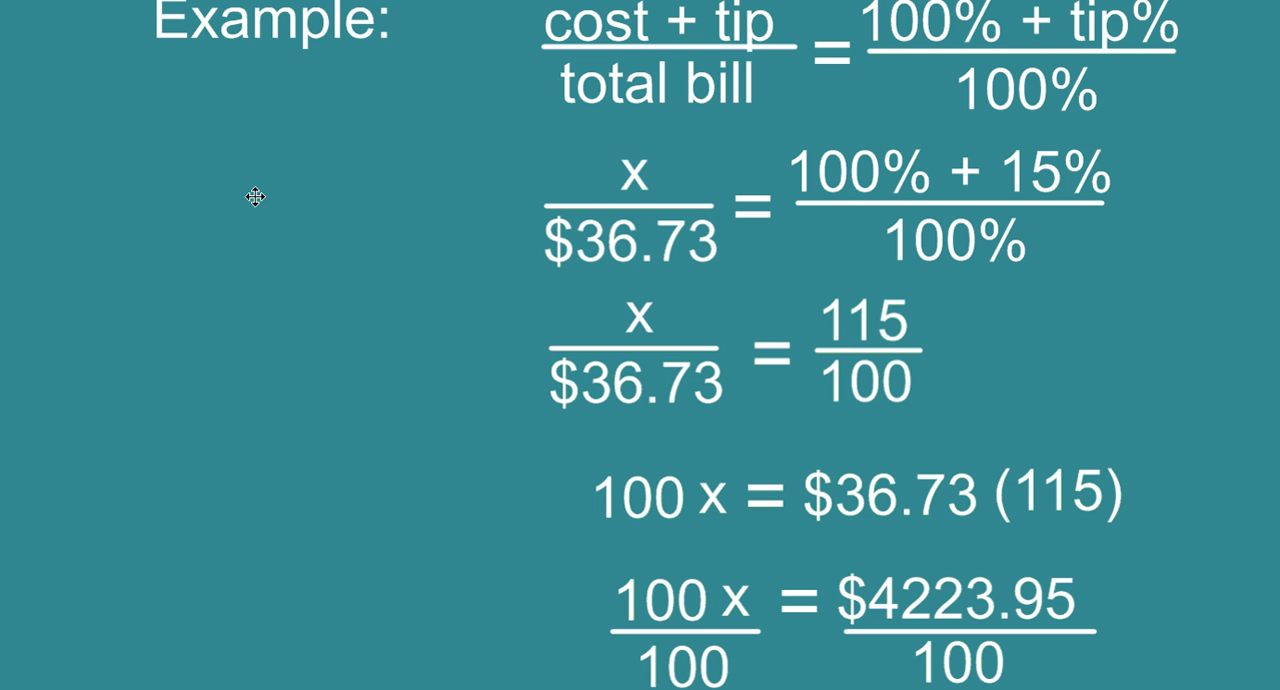 Example:
cost + tip = 100% + tip%
total bill 100%
x = 100% + 15%
$36.73 100%
x = 115
$36.73 100
100 x = $36.73 (115)
100 x = $4223.95
100 100